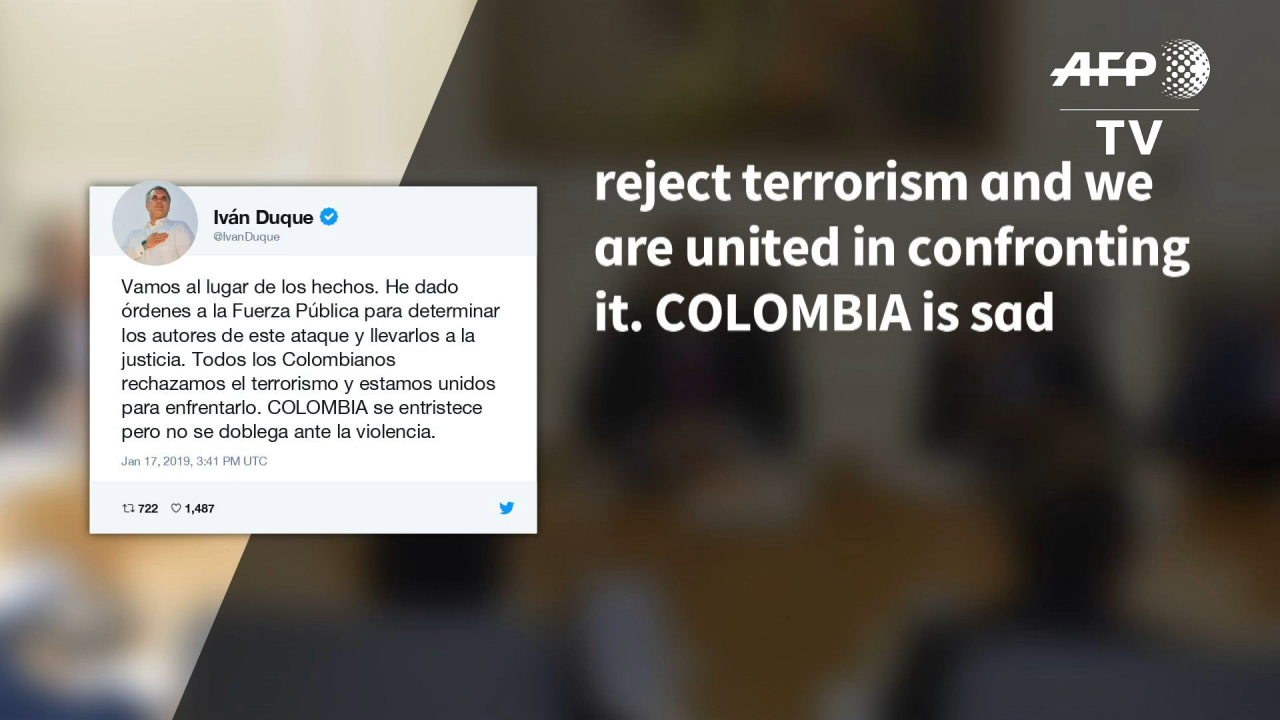 AFP
TV
reject terrorism and we
are united in confronting
it. COLOMBIA is sad
Iván Duque
@IvanDuque
Vamos al lugar de los hechos. He dado
órdenes a la Fuerza Pública para determinar
los autores de este ataque y llevarlos a la
justicia. Todos los Colombianos
rechazamos el terrorismo y estamos unidos
para enfrentarlo. COLOMBIA se entristece
pero no se doblega ante la violencia.
Jan 17, 2019, 3:41 PM UTC
722 1,487